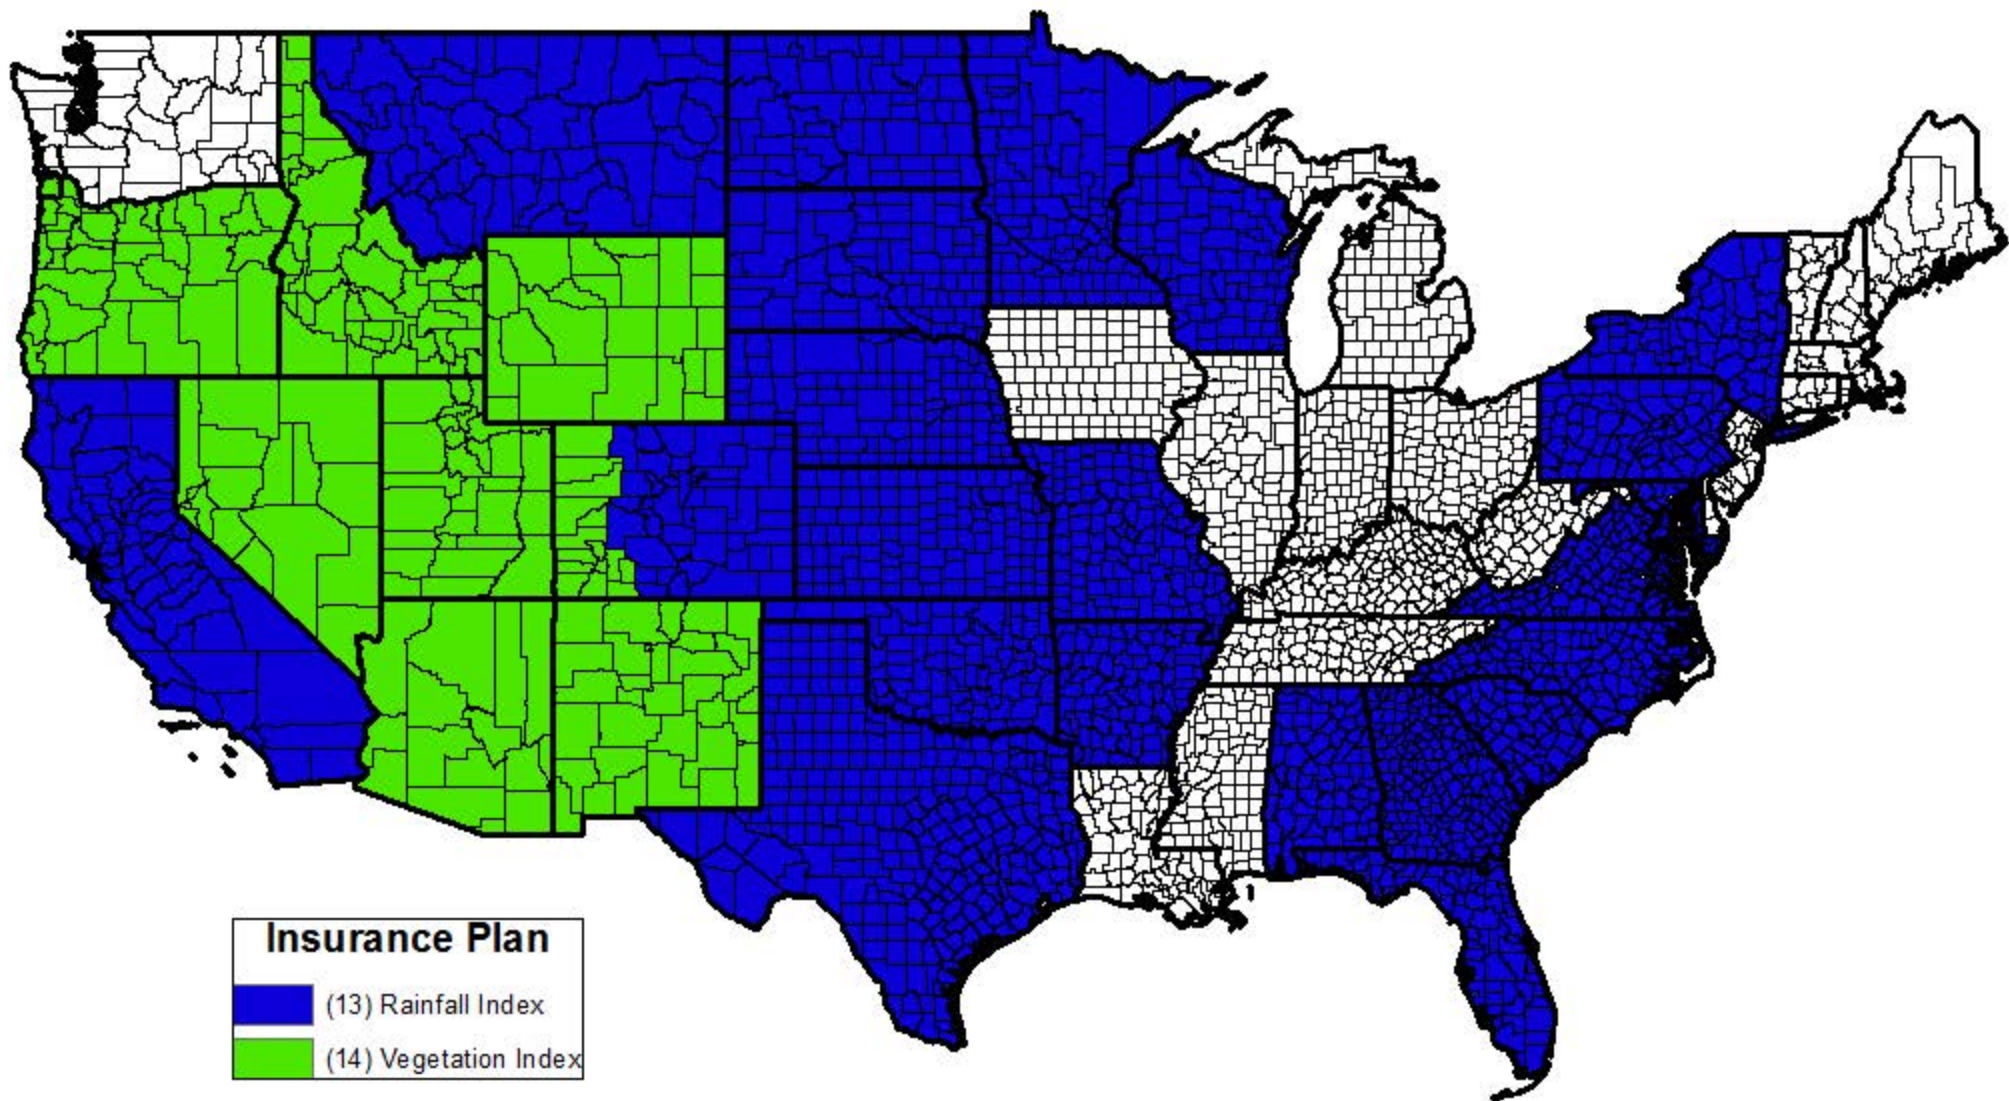 Insurance Plan
(13) Rainfall Index
(14) Vegetation Index